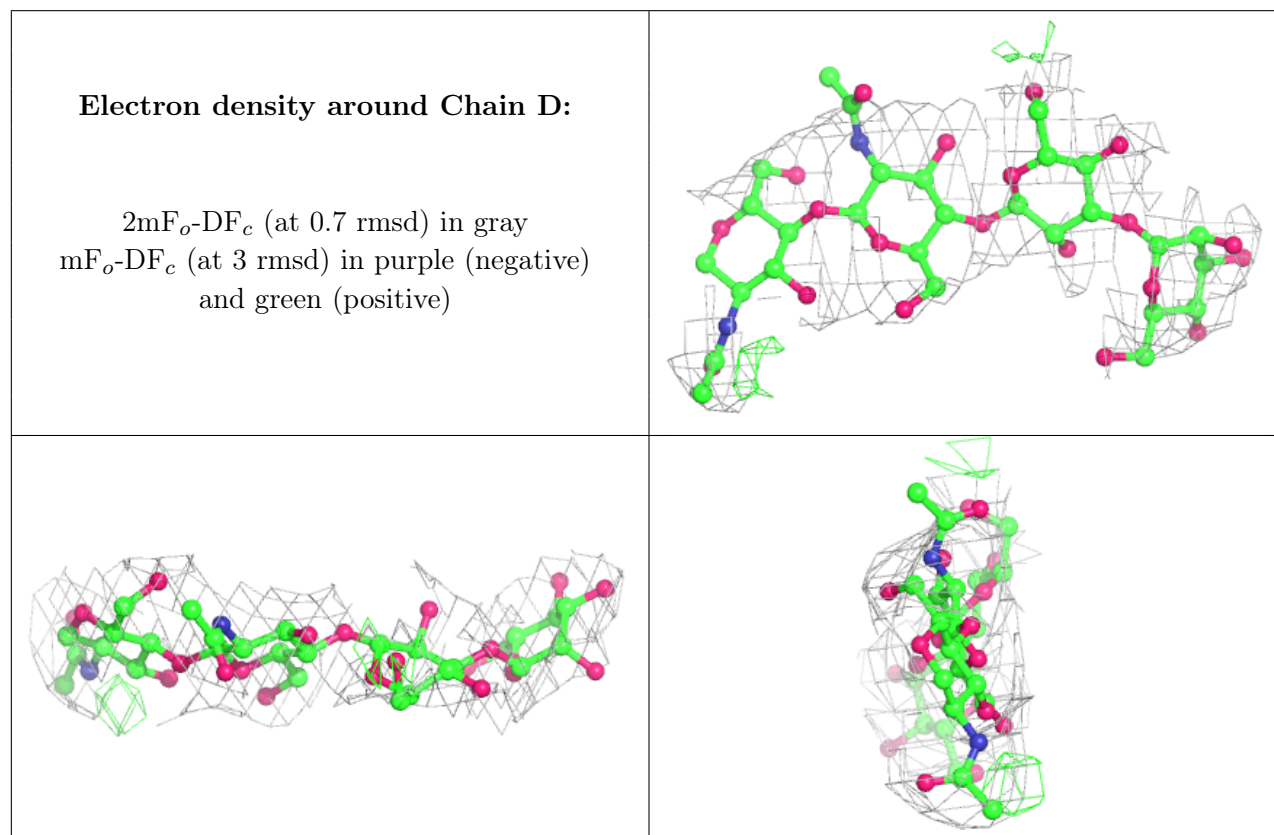 Electron density around Chain D:
2mFo-DFc (at 0.7 rmsd) in gray
mFo-DFc (at 3 rmsd) in purple (negative)
and green (positive)